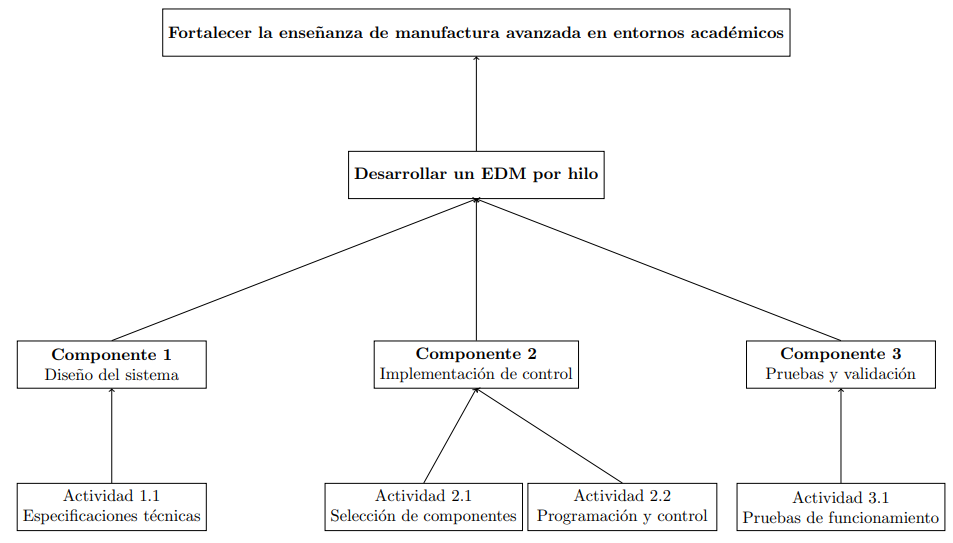 Fortalecer la enseñanza de manufactura avanzada en entornos académicos
Desarrollar un EDM por hilo
Componente 1
Diseño del sistema
Componente 2
Implementación de control
Componente 3
Pruebas y validación
Actividad 1.1
Especificaciones técnicas
Actividad 2.1
Selección de componentes
Actividad 2.2
Programación y control
Actividad 3.1
Pruebas de funcionamiento